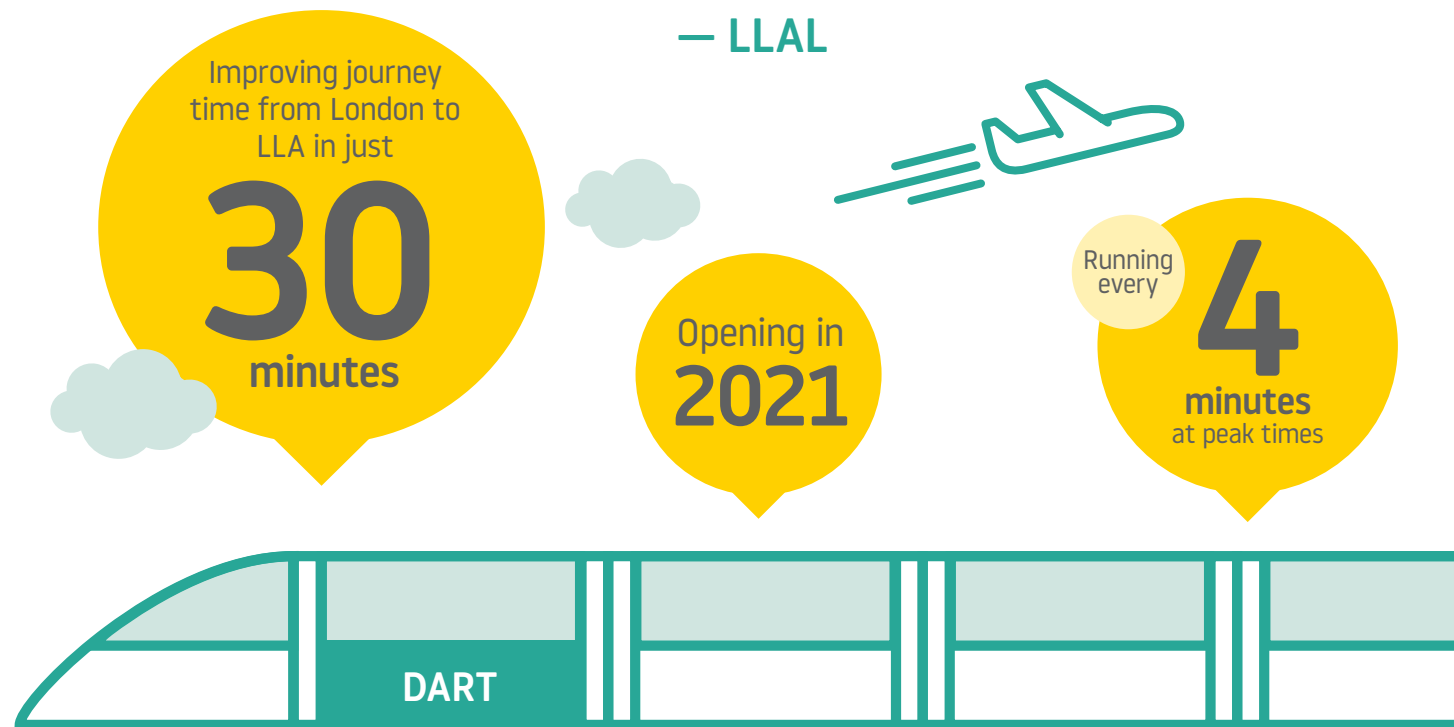 — LLAL
Improving journey
time from London to
LLA in just
30
minutes
Opening in
2021
Running
every
4
minutes
at peak times
DART